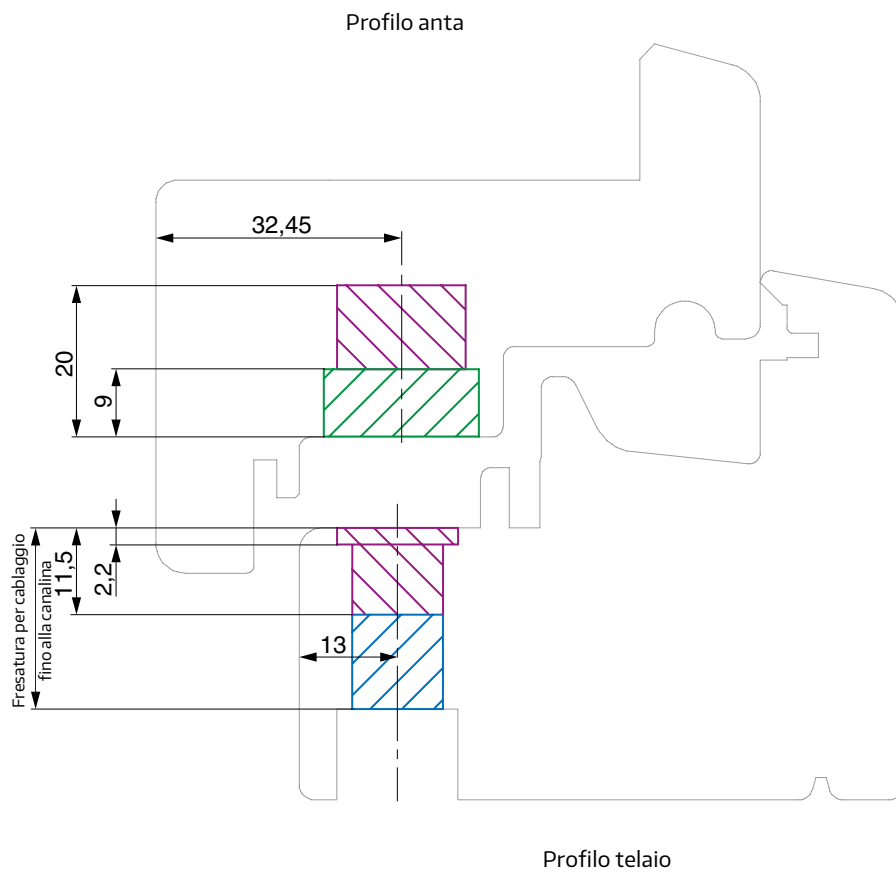 Profilo anta
32,45
20
9
Fresatura per cablaggio
fino alla canalina
11,5
2,2
13
Profilo telaio